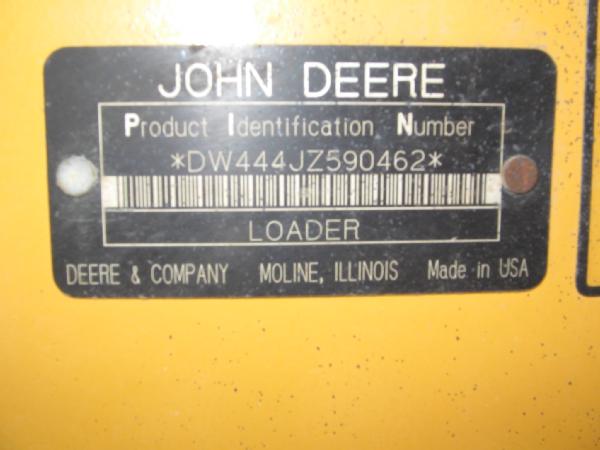 JOHN DEERE
Product Identification Number
*DW444JZ590462*
LOADER
DEERE & COMPANY MOLINE, ILLINOIS Made in USA